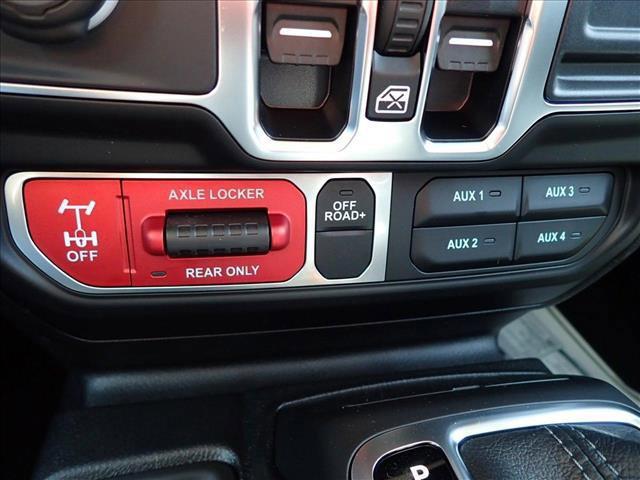 AXLE LOCKER
OFF
REAR ONLY
OFF
ROAD+
AUX 1
AUX 3
AUX 2
AUX 4
P